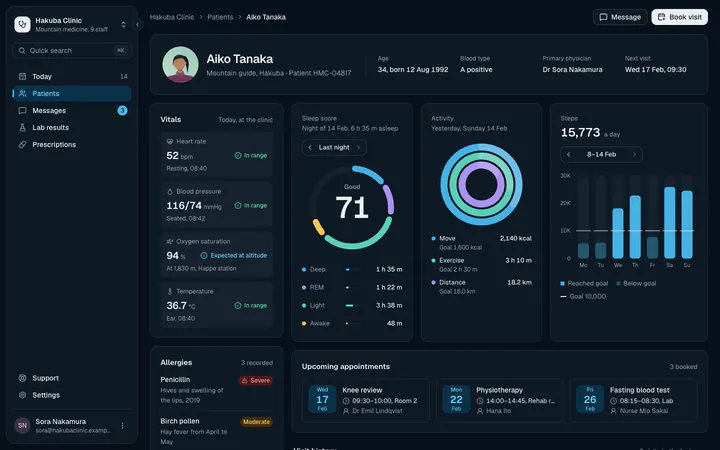 Hakuba Clinic
Mountain medicine, 9 staff
Quick search
⌘K
Today
14
Patients
Messages
3
Lab results
Prescriptions
Support
Settings
SN
Sora Nakamura
sora@hakubaclinic.examp…
Hakuba Clinic > Patients > Aiko Tanaka
Message
Book visit
Aiko Tanaka
Mountain guide, Hakuba · Patient HMC-04817
Age
34, born 12 Aug 1992
Blood type
A positive
Primary physician
Dr Sora Nakamura
Next visit
Wed 17 Feb, 09:30
Vitals
Today, at the clinic
Heart rate
52 bpm
In range
Resting, 08:40
Blood pressure
116/74 mmHg
In range
Seated, 08:42
Oxygen saturation
94 %
Expected at altitude
At 1,830 m, Happo station
Temperature
36.7 °C
In range
Ear, 08:40
Sleep score
Night of 14 Feb, 6 h 35 m asleep
Last night
Good
71
Deep
1 h 35 m
REM
1 h 22 m
Light
3 h 38 m
Awake
48 m
Activity
Yesterday, Sunday 14 Feb
Move
2,140 kcal
Goal 1,600 kcal
Exercise
3 h 10 m
Goal 2 h 30 m
Distance
18.2 km
Goal 16.0 km
Steps
15,773 a day
8–14 Feb
30K
20K
10K
0
Mo Tu We Th Fr Sa Su
Reached goal
Below goal
Goal 10,000
Allergies
3 recorded
Penicillin
Severe
Hives and swelling of
the lips, 2019
Birch pollen
Moderate
Hay fever from April to
May
Upcoming appointments
3 booked
Wed
17
Feb
Knee review
09:30–10:00, Room 2
Dr Emil Lindqvist
Mon
22
Feb
Physiotherapy
14:00–14:45, Rehab r…
Hana Ito
Fri
26
Feb
Fasting blood test
08:15–08:30, Lab
Nurse Mio Sakai